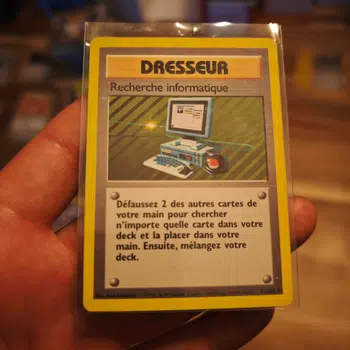 DRESSEUR
Recherche informatique
Défaussez 2 des autres cartes de
votre main pour chercher
n'importe quelle carte dans votre
deck et la placer dans votre
main. Ensuite, mélangez votre
deck.